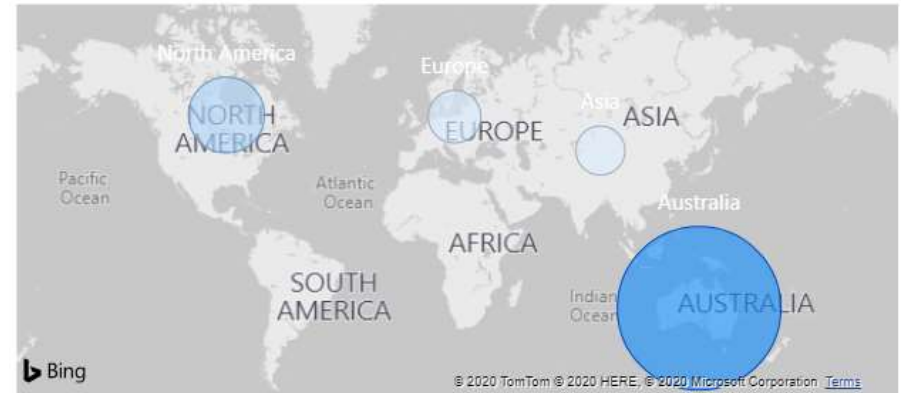 North America
Europe
Asia
NORTH
AMERICA
EUROPE
ASIA
Pacific
Ocean
Atlantic
Ocean
Australia
AFRICA
SOUTH
AMERICA
Indian
Ocean
AUSTRALIA
Bing
© 2020 TomTom © 2020 HERE, © 2020 Microsoft Corporation Terms